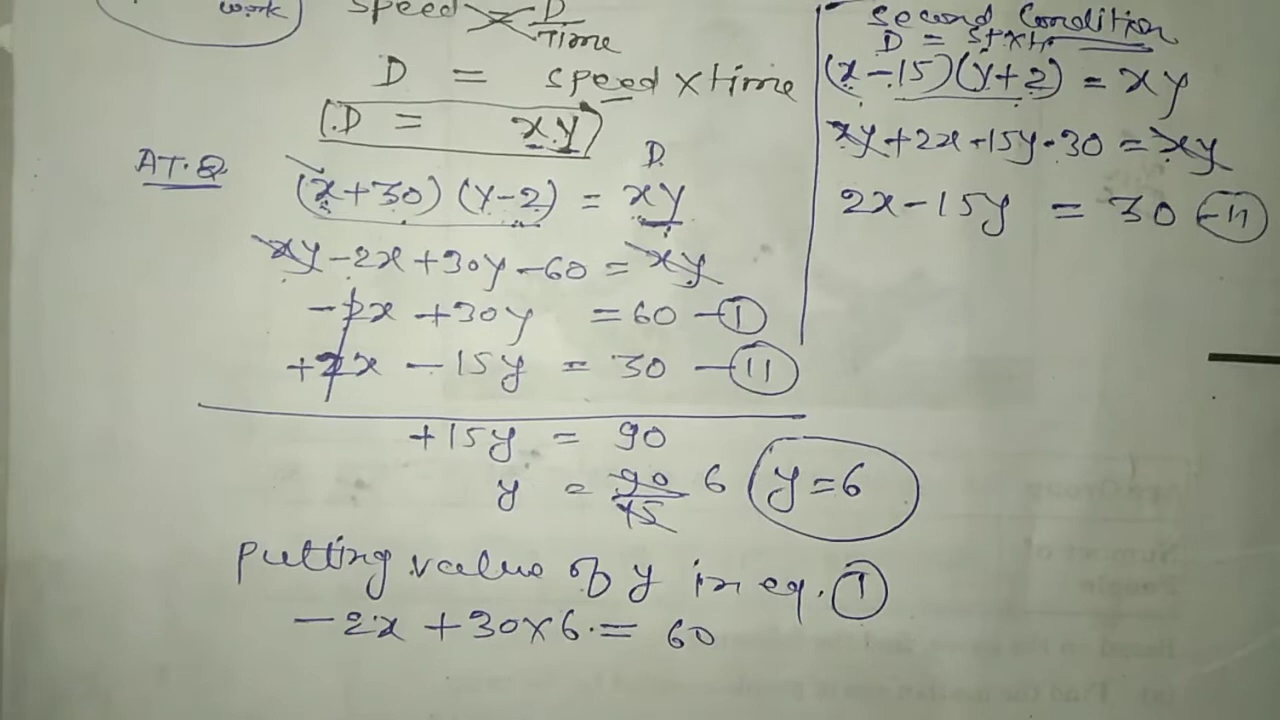 work
speed = D/Time
D = speed x time
D = xy
AT.Q
D
(x+30) (y-2) = xy
xy - 2x + 30y - 60 = xy
-2x + 30y = 60 - I
+2x - 15y = 30 - II
+15y = 90
y = 90/15 6 y=6
putting value of y in eq. I
-2x + 30x6 = 60
second Condition
(x-15)(y+2) = xy
xy+2x-15y-30 = xy
2x-15y = 30 - II